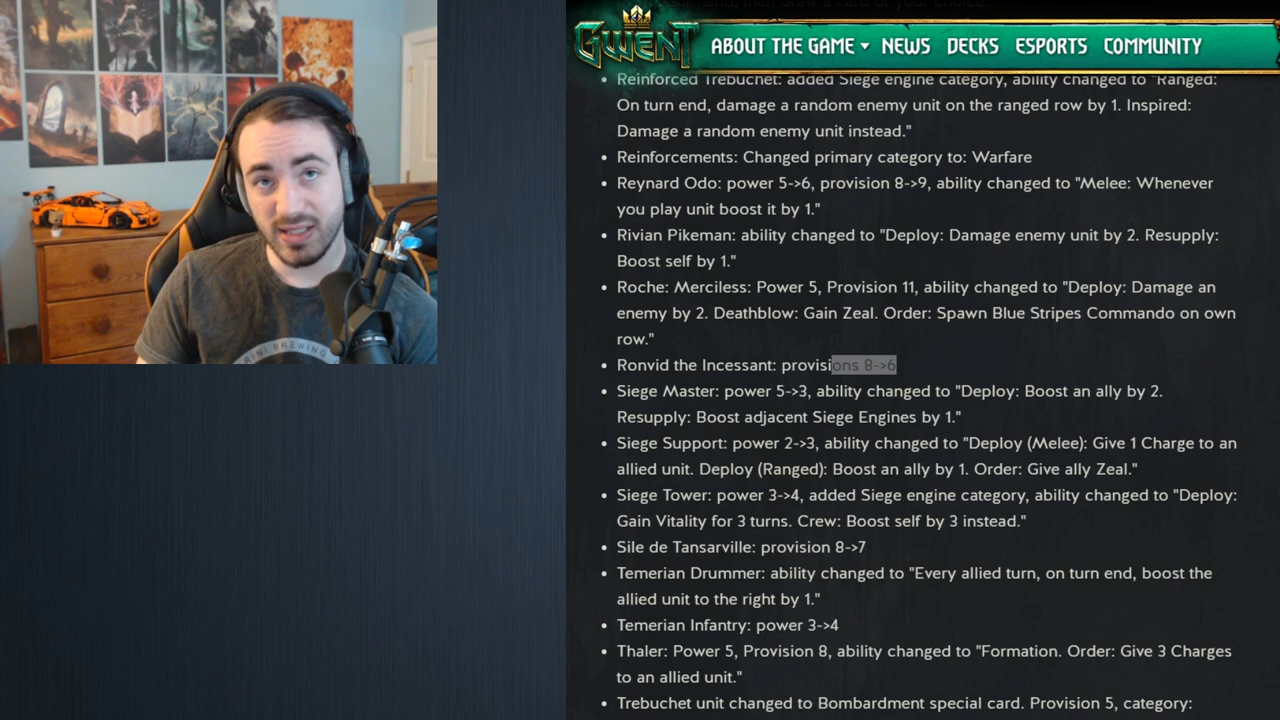 GWENT
ABOUT THE GAME
NEWS
DECKS
ESPORTS
COMMUNITY
Reinforced Trebuchet: added Siege engine category, ability changed to "Ranged:
On turn end, damage a random enemy unit on the ranged row by 1. Inspired:
Damage a random enemy unit instead."
Reinforcements: Changed primary category to: Warfare
Reynard Odo: power 5->6, provision 8->9, ability changed to "Melee: Whenever
you play unit boost it by 1."
Rivian Pikeman: ability changed to "Deploy: Damage enemy unit by 2. Resupply:
Boost self by 1."
Roche: Merciless: Power 5, Provision 11, ability changed to "Deploy: Damage an
enemy by 2. Deathblow: Gain Zeal. Order: Spawn Blue Stripes Commando on own
row."
Ronvid the Incessant: provisions 8->6
Siege Master: power 5->3, ability changed to "Deploy: Boost an ally by 2.
Resupply: Boost adjacent Siege Engines by 1."
Siege Support: power 2->3, ability changed to "Deploy (Melee): Give 1 Charge to an
allied unit. Deploy (Ranged): Boost an ally by 1. Order: Give ally Zeal."
Siege Tower: power 3->4, added Siege engine category, ability changed to "Deploy:
Gain Vitality for 3 turns. Crew: Boost self by 3 instead."
Sile de Tansarville: provision 8->7
Temerian Drummer: ability changed to "Every allied turn, on turn end, boost the
allied unit to the right by 1."
Temerian Infantry: power 3->4
Thaler: Power 5, Provision 8, ability changed to "Formation. Order: Give 3 Charges
to an allied unit."
Trebuchet unit changed to Bombardment special card. Provision 5, category:
BREWING